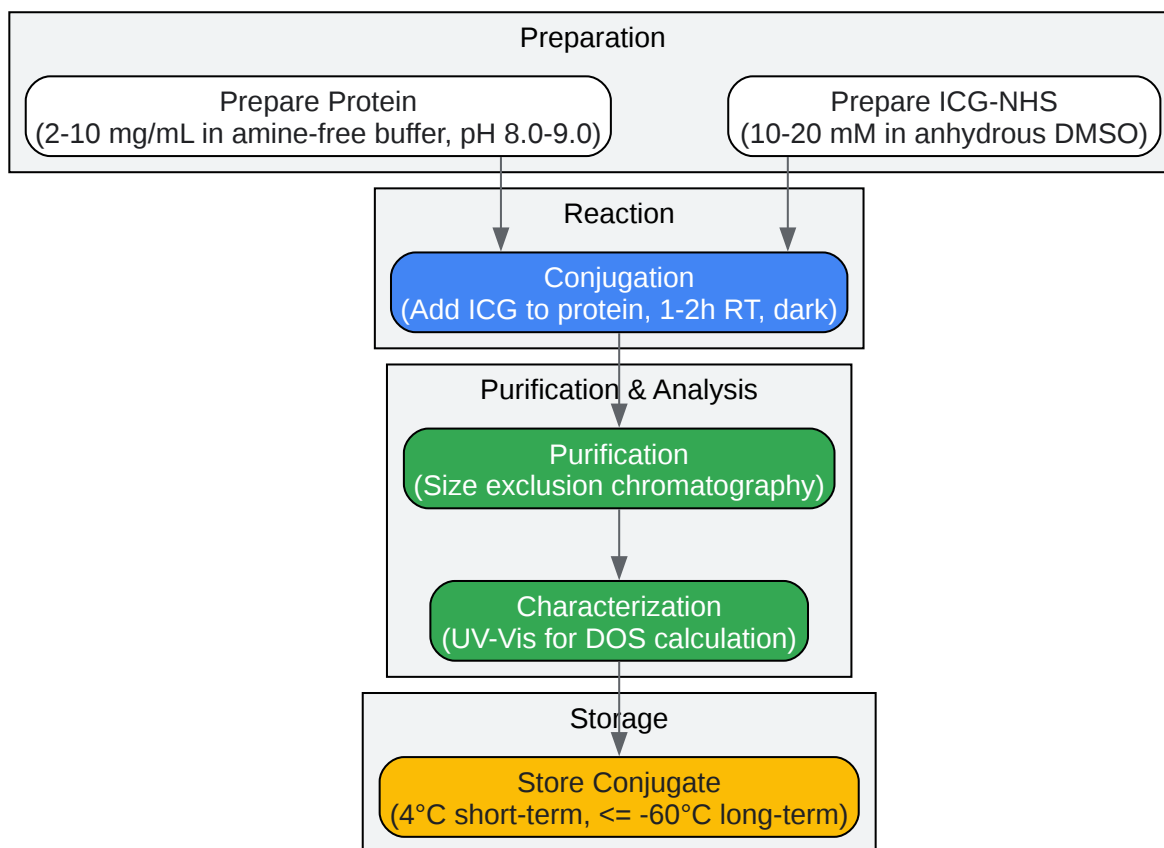 Preparation
Prepare Protein
(2-10 mg/mL in amine-free buffer, pH 8.0-9.0)
Prepare ICG-NHS
(10-20 mM in anhydrous DMSO)
Reaction
Conjugation
(Add ICG to protein, 1-2h RT, dark)
Purification & Analysis
Purification
(Size exclusion chromatography)
Characterization
(UV-Vis for DOS calculation)
Storage
Store Conjugate
(4°C short-term, <= -60°C long-term)